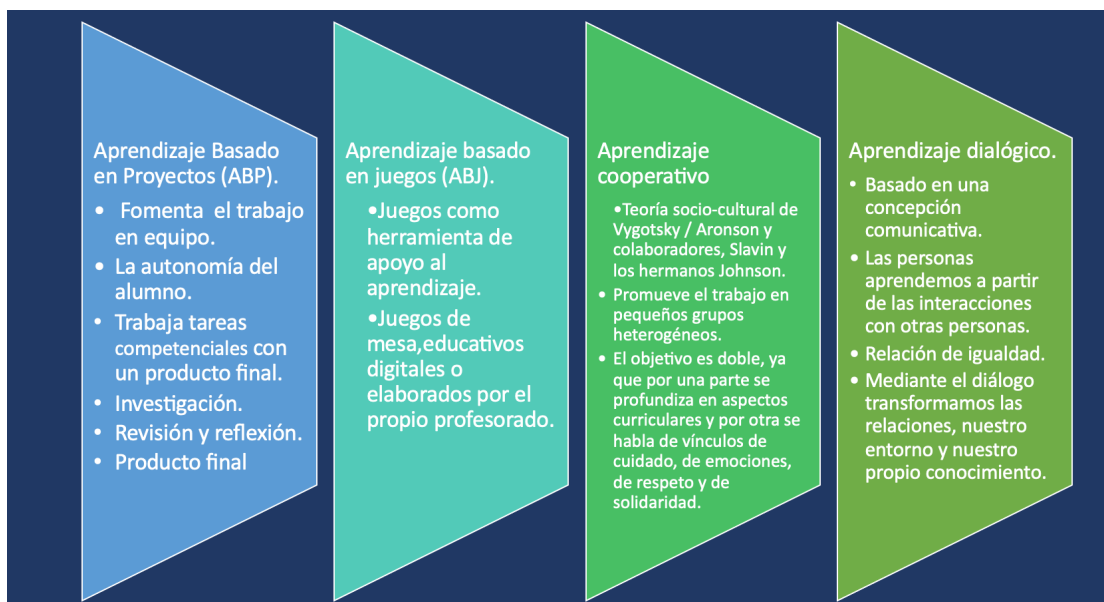 Aprendizaje Basado
en Proyectos (ABP).
• Fomenta el trabajo
en equipo.
• La autonomía del
alumno.
• Trabaja tareas
competenciales con
un producto final.
• Investigación.
• Revisión y reflexión.
• Producto final
Aprendizaje basado
en juegos (ABJ).
•Juegos como
herramienta de
apoyo al
aprendizaje.
•Juegos de
mesa,educativos
digitales o
elaborados por el
propio profesorado.
Aprendizaje
cooperativo
•Teoría socio-cultural de
Vygotsky / Aronson y
colaboradores, Slavin y
los hermanos Johnson.
• Promueve el trabajo en
pequeños grupos
heterogéneos.
• El objetivo es doble, ya
que por una parte se
profundiza en aspectos
curriculares y por otra se
habla de vínculos de
cuidado, de emociones,
de respeto y de
solidaridad.
Aprendizaje dialógico.
• Basado en una
concepción
comunicativa.
• Las personas
aprendemos a partir
de las interacciones
con otras personas.
• Relación de igualdad.
• Mediante el diálogo
transformamos las
relaciones, nuestro
entorno y nuestro
propio conocimiento.